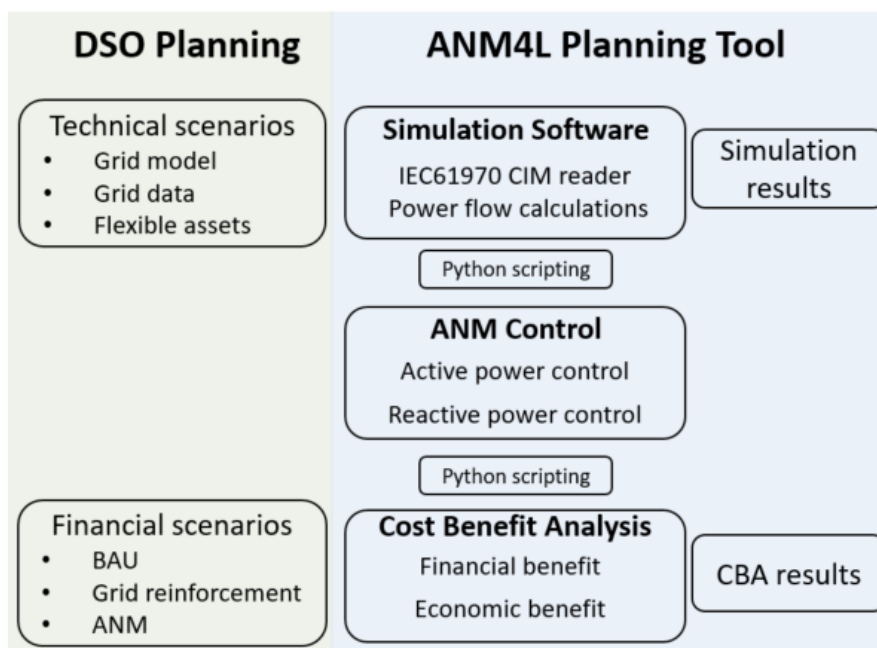 DSO Planning
ANM4L Planning Tool
Technical scenarios
• Grid model
• Grid data
• Flexible assets
Simulation Software
IEC61970 CIM reader
Power flow calculations
Simulation
results
Python scripting
ANM Control
Active power control
Reactive power control
Python scripting
Financial scenarios
• BAU
• Grid reinforcement
• ANM
Cost Benefit Analysis
Financial benefit
Economic benefit
CBA results